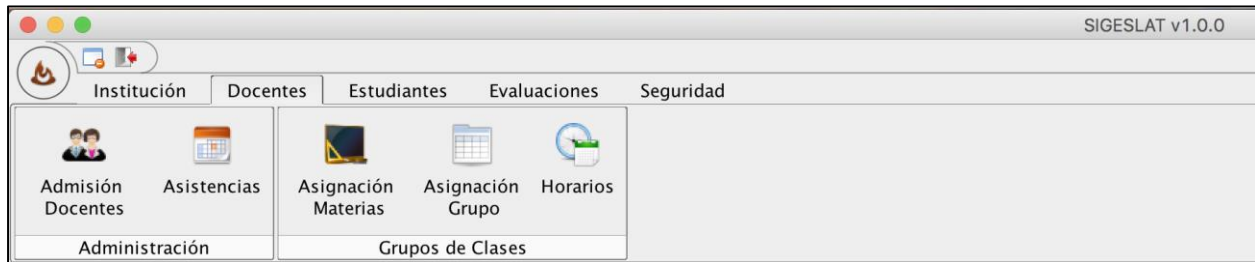 SIGESLAT v1.0.0
Institución Docentes Estudiantes Evaluaciones Seguridad
Admisión Docentes
Asistencias
Asignación Materias
Asignación Grupo
Horarios
Administración
Grupos de Clases